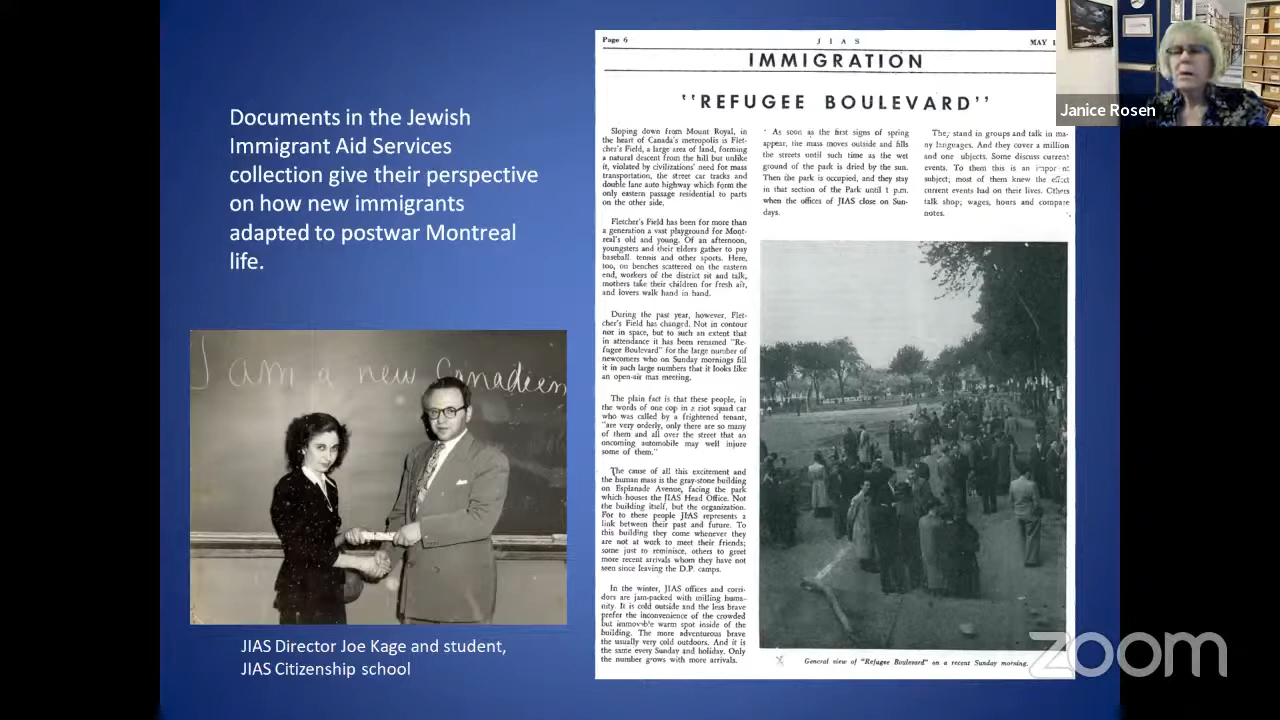 Documents in the Jewish
Immigrant Aid Services
collection give their perspective
on how new immigrants
adapted to postwar Montreal
life.
I am a new Canadien
JIAS Director Joe Kage and student,
JIAS Citizenship school
Page 6
J I A S
MAY
IMMIGRATION
"REFUGEE BOULEVARD"
Sloping down from Mount Royal, in
the heart of Canada's metropolis is Flet-
cher's Field, a large area of land, forming
a natural descent from the hill but unlike
it, violated by civilizations' need for mass
transportation, the street car tracks and
double lane auto highway which form the
only eastern passage residential to parts
on the other side.
Fletcher's Field has been for more than
a generation a vast playground for Mont-
real's old and young. Of an afternoon,
youngsters and their elders gather to pay
baseball, tennis and other sports. Here,
too, on benches scattered on the eastern
end, workers of the district sit and talk,
mothers take their children for fresh air,
and lovers walk hand in hand.
During the past year, however, Flet-
cher's Field has changed. Not in contour
nor in space, but to such an extent that
in attendance it has been renamed "Re-
fugee Boulevard" for the large number of
newcomers who on Sunday mornings fill
it in such large numbers that it looks like
an open-air mas meeting.
The plain fact is that these people, in
the words of one cop in a riot squad car
who was called by a frightened tenant,
"are very orderly, only there are so many
of them and all over the street that an
oncoming automobile may well injure
some of them."
The cause of all this excitement and
the human mass is the gray-stone building
on Esplanade Avenue, facing the park
which houses the JIAS Head Office. Not
the building itself, but the organization.
For to these people JIAS represents a
link between their past and future. To
this building they come whenever they
are not at work to meet their friends;
some just to reminisce, others to greet
more recent arrivals whom they have not
seen since leaving the D.P. camps.
In the winter, JIAS offices and corri-
dors are jam-packed with milling huma-
nity. It is cold outside and the less brave
prefer the inconvenience of the crowded
but immovable warm spot inside of the
building. The more adventurous brave
the usually very cold outdoors. And it is
the same every Sunday and holiday. Only
the number grows with more arrivals.
As soon as the first signs of spring
appear, the mass moves outside and fills
the streets until such time as the wet
ground of the park is dried by the sun.
Then the park is occupied, and they stay
in that section of the Park until 1 p.m.
when the offices of JIAS close on Sun-
days.
They stand in groups and talk in ma-
ny languages. And they cover a million
and one subjects. Some discuss current
events. To them this is an important
subject; most of them knew the effect
current events had on their lives. Others
talk shop; wages, hours and compare
notes.
General view of "Refugee Boulevard" on a recent Sunday morning.
Janice Rosen
zoom